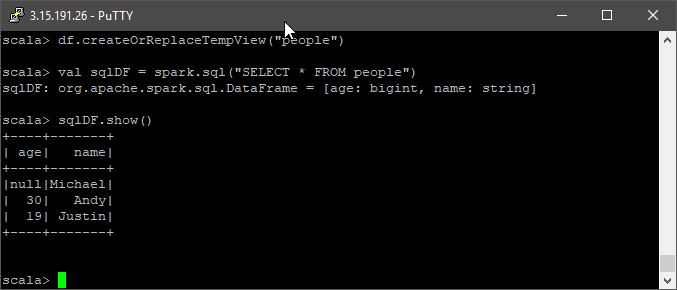 3.15.191.26 - PuTTY
scala> df.createOrReplaceTempView("people")
scala> val sqlDF = spark.sql("SELECT * FROM people")
sqlDF: org.apache.spark.sql.DataFrame = [age: bigint, name: string]
scala> sqlDF.show()
+----+-------+
| age|   name|
+----+-------+
|null|Michael|
|  30|   Andy|
|  19| Justin|
+----+-------+
scala>